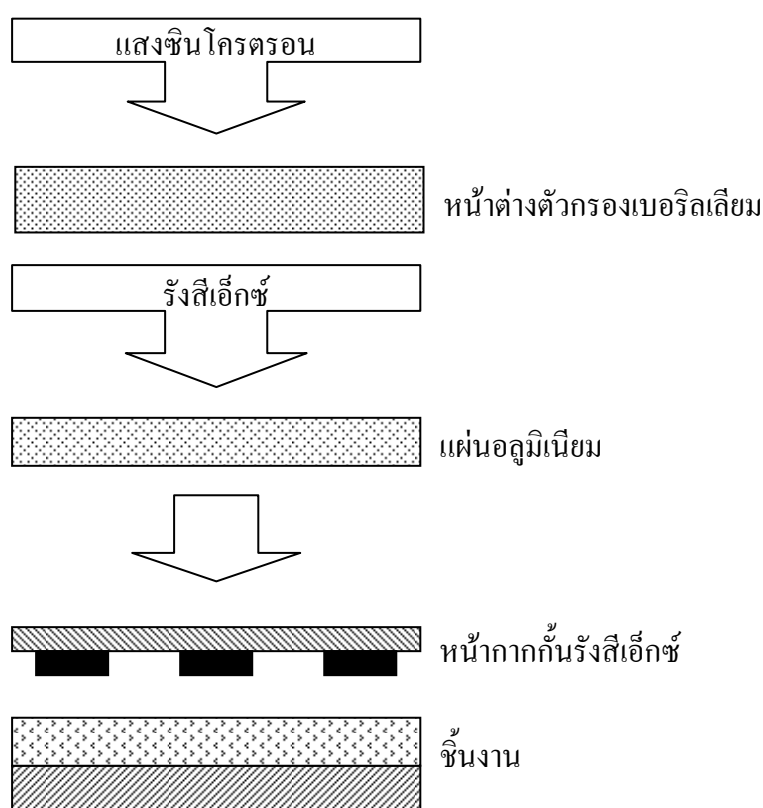 แสงซินโครตรอน
หน้าต่างตัวกรองเบอริลเลียม
รังสีเอ็กซ์
แผ่นอลูมิเนียม
หน้ากากกั้นรังสีเอ็กซ์
ชิ้นงาน